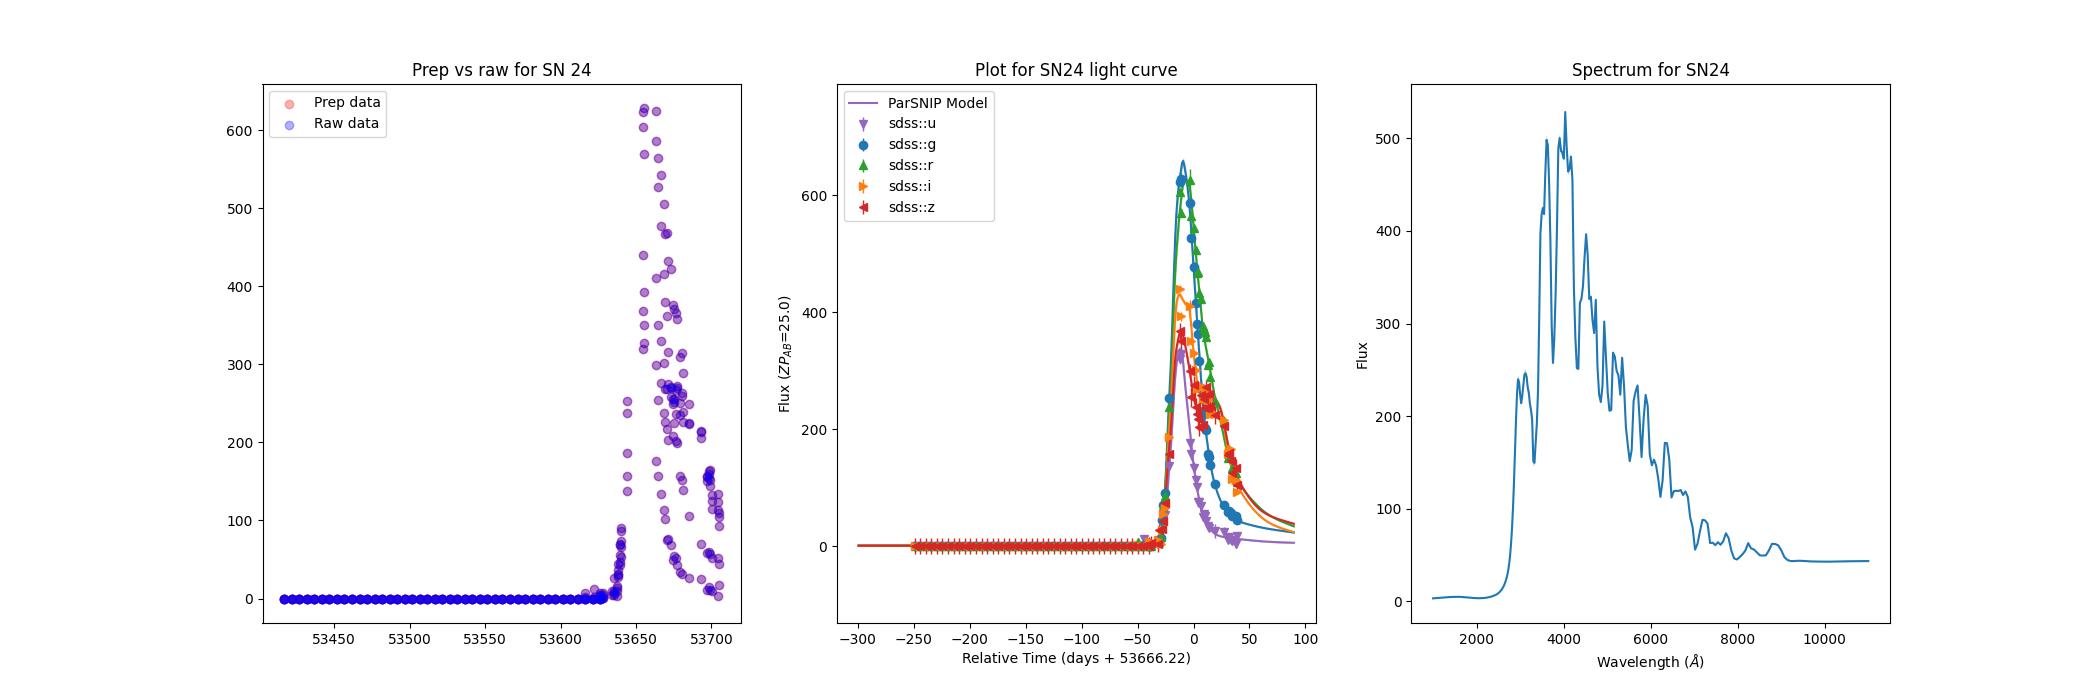 Prep vs raw for SN 24
Prep data
Raw data
600
500
400
300
200
100
0
53450
53500
53550
53600
53650
53700
Plot for SN24 light curve
ParSNIP Model
sdss::u
sdss::g
sdss::r
sdss::i
sdss::z
Flux (ZP_AB=25.0)
600
400
200
0
−300
−250
−200
−150
−100
−50
0
50
100
Relative Time (days + 53666.22)
Spectrum for SN24
Flux
500
400
300
200
100
0
2000
4000
6000
8000
10000
Wavelength (Å)